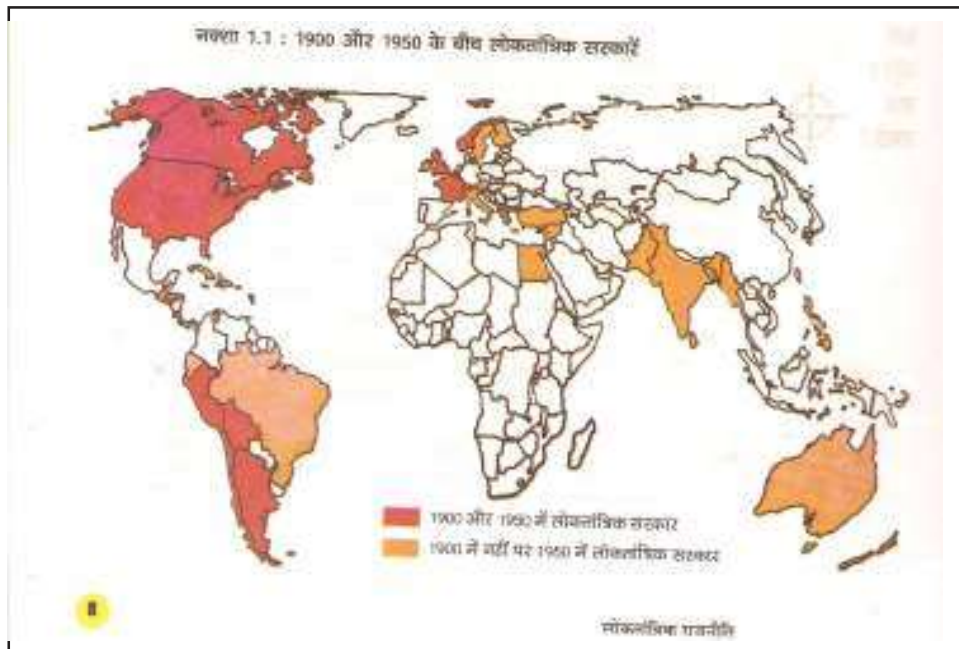 नक्शा 1.1 : 1900 और 1950 के बीच लोकतांत्रिक सरकारें
1900 और 1950 में लोकतांत्रिक सरकार
1900 में नहीं पर 1950 में लोकतांत्रिक सरकार
8
लोकतांत्रिक राजनीति